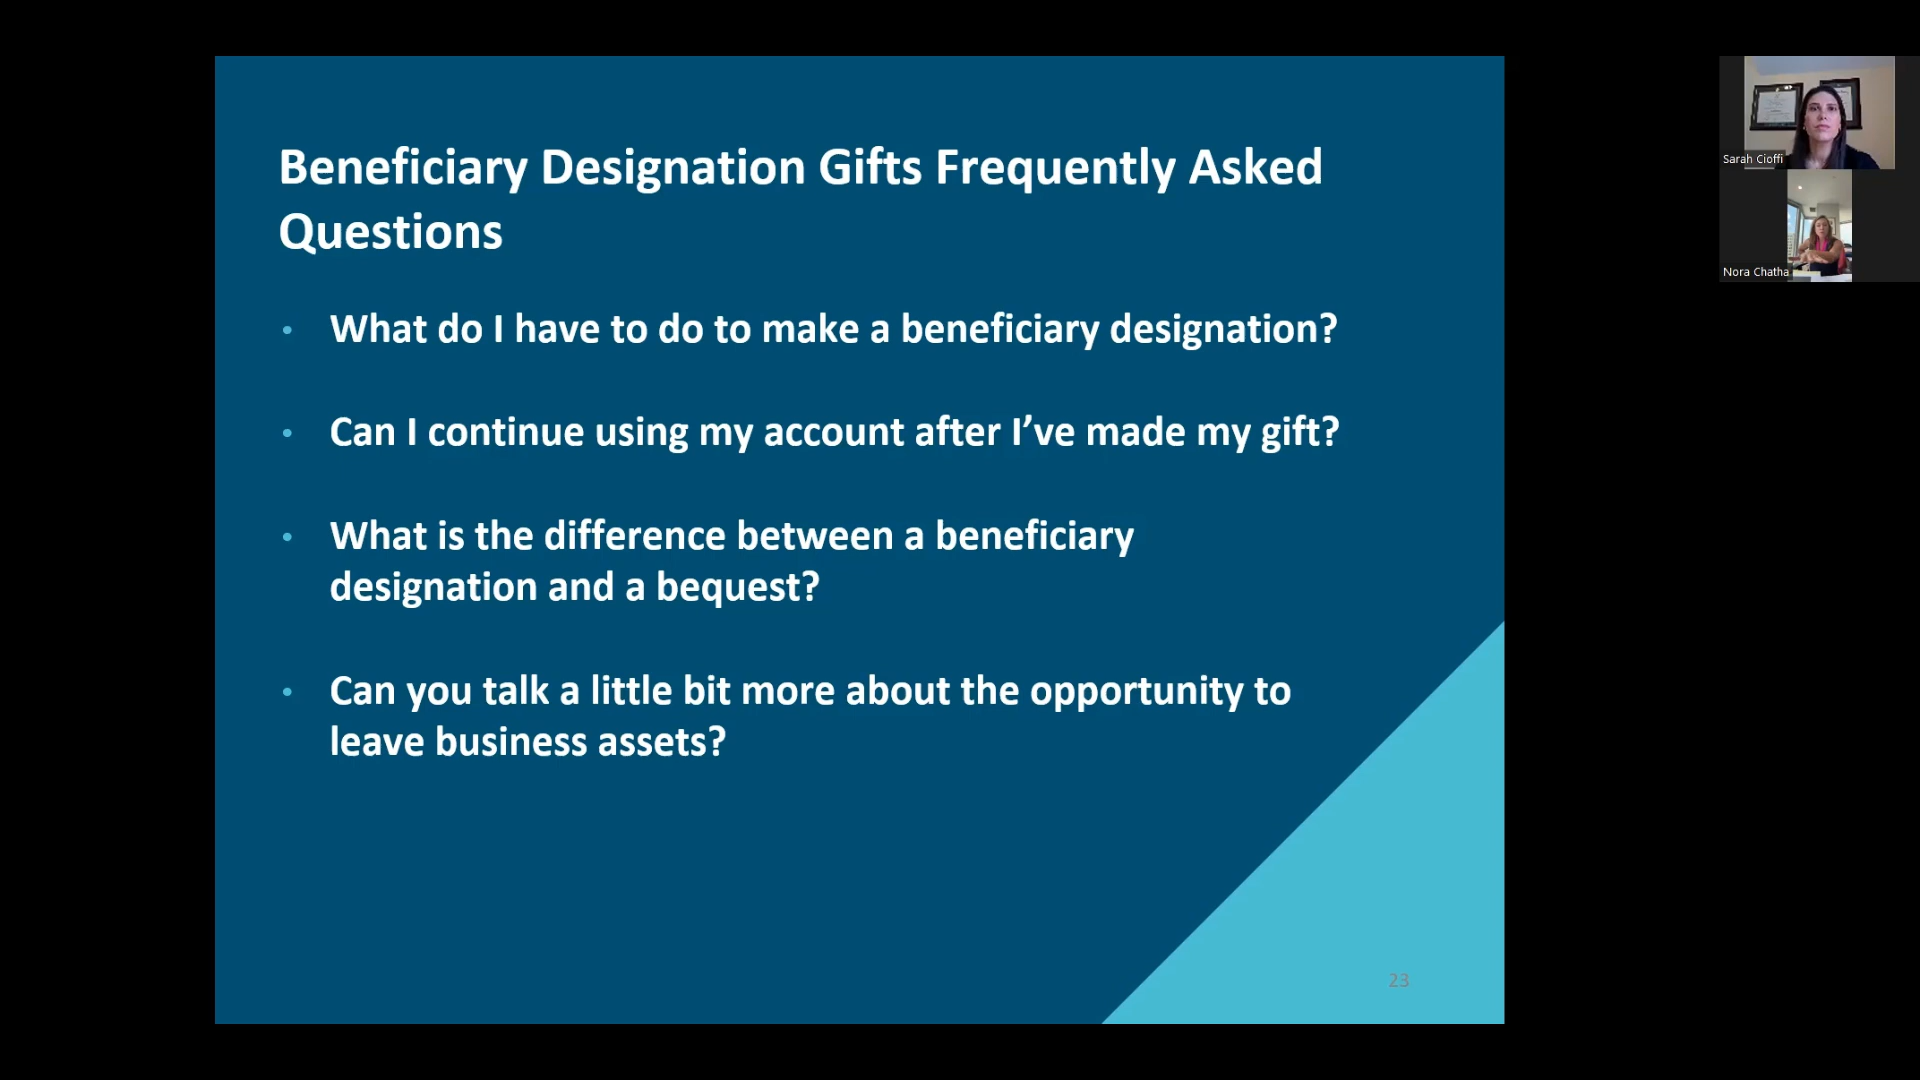 Beneficiary Designation Gifts Frequently Asked
Questions
• What do I have to do to make a beneficiary designation?
• Can I continue using my account after I’ve made my gift?
• What is the difference between a beneficiary
designation and a bequest?
• Can you talk a little bit more about the opportunity to
leave business assets?
23
Sarah Cioffi
Nora Chatha